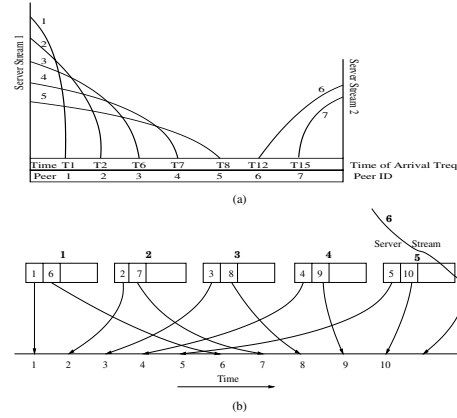 Server Stream 1
1
2
3
4
5
6
7
Server Stream 2
Time T1 T2 T6 T7 T8 T12 T15 Time of Arrival Treq
Peer 1 2 3 4 5 6 7 Peer ID
(a)
6
Server Stream
1 2 3 4 5
1 6 2 7 3 8 4 9 5 10
1 2 3 4 5 6 7 8 9 10
Time
(b)